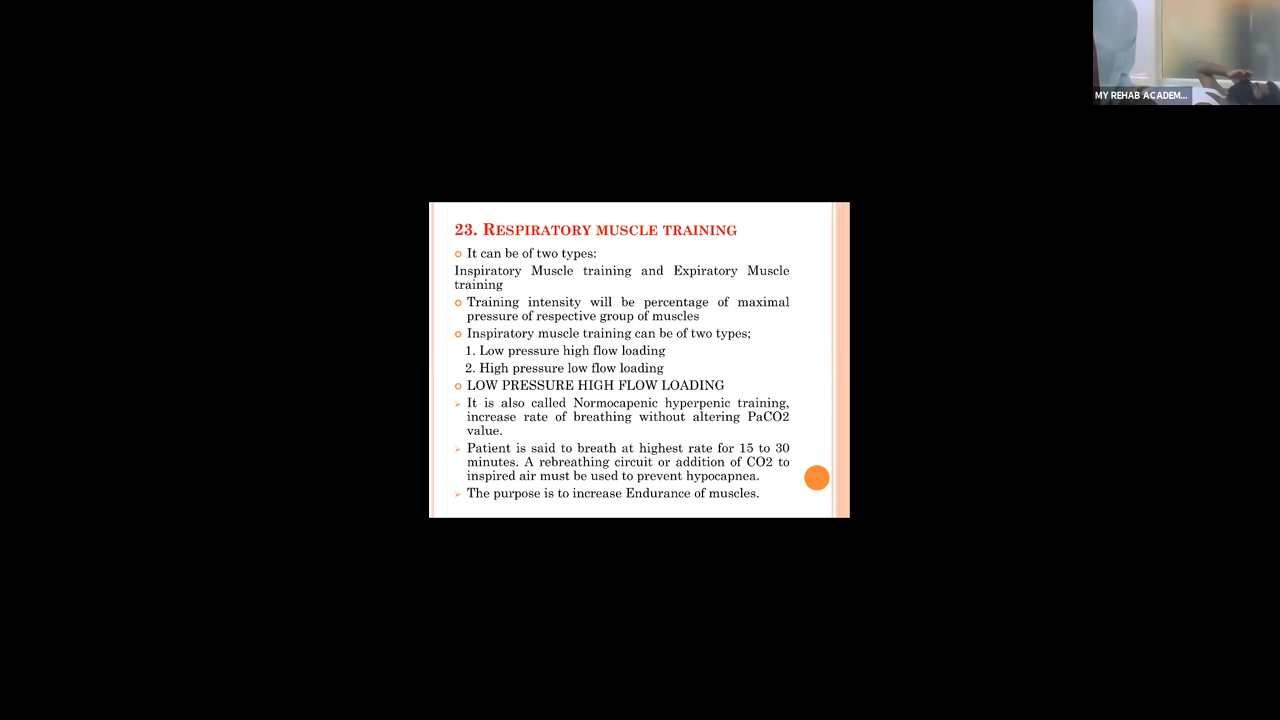 MY REHAB ACADEM...
23. RESPIRATORY MUSCLE TRAINING
It can be of two types:
Inspiratory Muscle training and Expiratory Muscle
training
Training intensity will be percentage of maximal
pressure of respective group of muscles
Inspiratory muscle training can be of two types;
1. Low pressure high flow loading
2. High pressure low flow loading
LOW PRESSURE HIGH FLOW LOADING
It is also called Normocapenic hyperpenic training,
increase rate of breathing without altering PaCO2
value.
Patient is said to breath at highest rate for 15 to 30
minutes. A rebreathing circuit or addition of CO2 to
inspired air must be used to prevent hypocapnea.
The purpose is to increase Endurance of muscles.